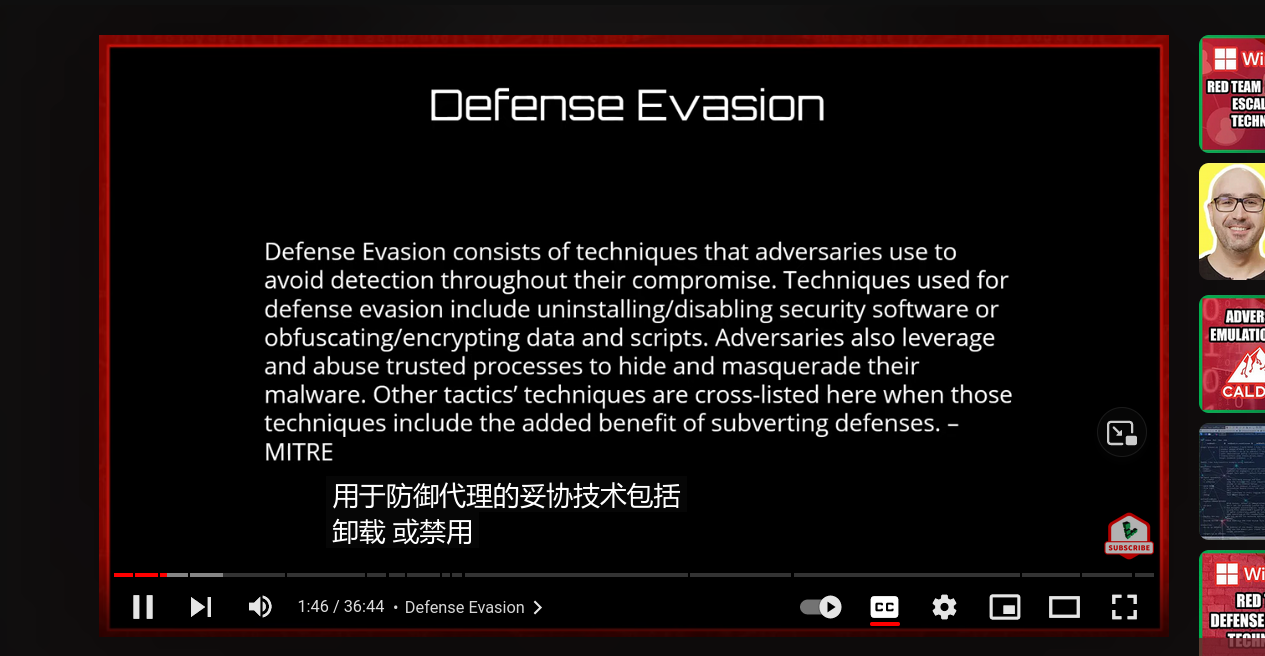 Defense Evasion
Defense Evasion consists of techniques that adversaries use to
avoid detection throughout their compromise. Techniques used for
defense evasion include uninstalling/disabling security software or
obfuscating/encrypting data and scripts. Adversaries also leverage
and abuse trusted processes to hide and masquerade their
malware. Other tactics’ techniques are cross-listed here when those
techniques include the added benefit of subverting defenses. –
MITRE
用于防御代理的妥协技术包括
卸载 或禁用
SUBSCRIBE
1:46 / 36:44 • Defense Evasion
CC
Wi
RED TEAM
ESCAL
TECHN
ADVER
EMULATIO
CALD
Wi
RED
DEFENSE
TECHN